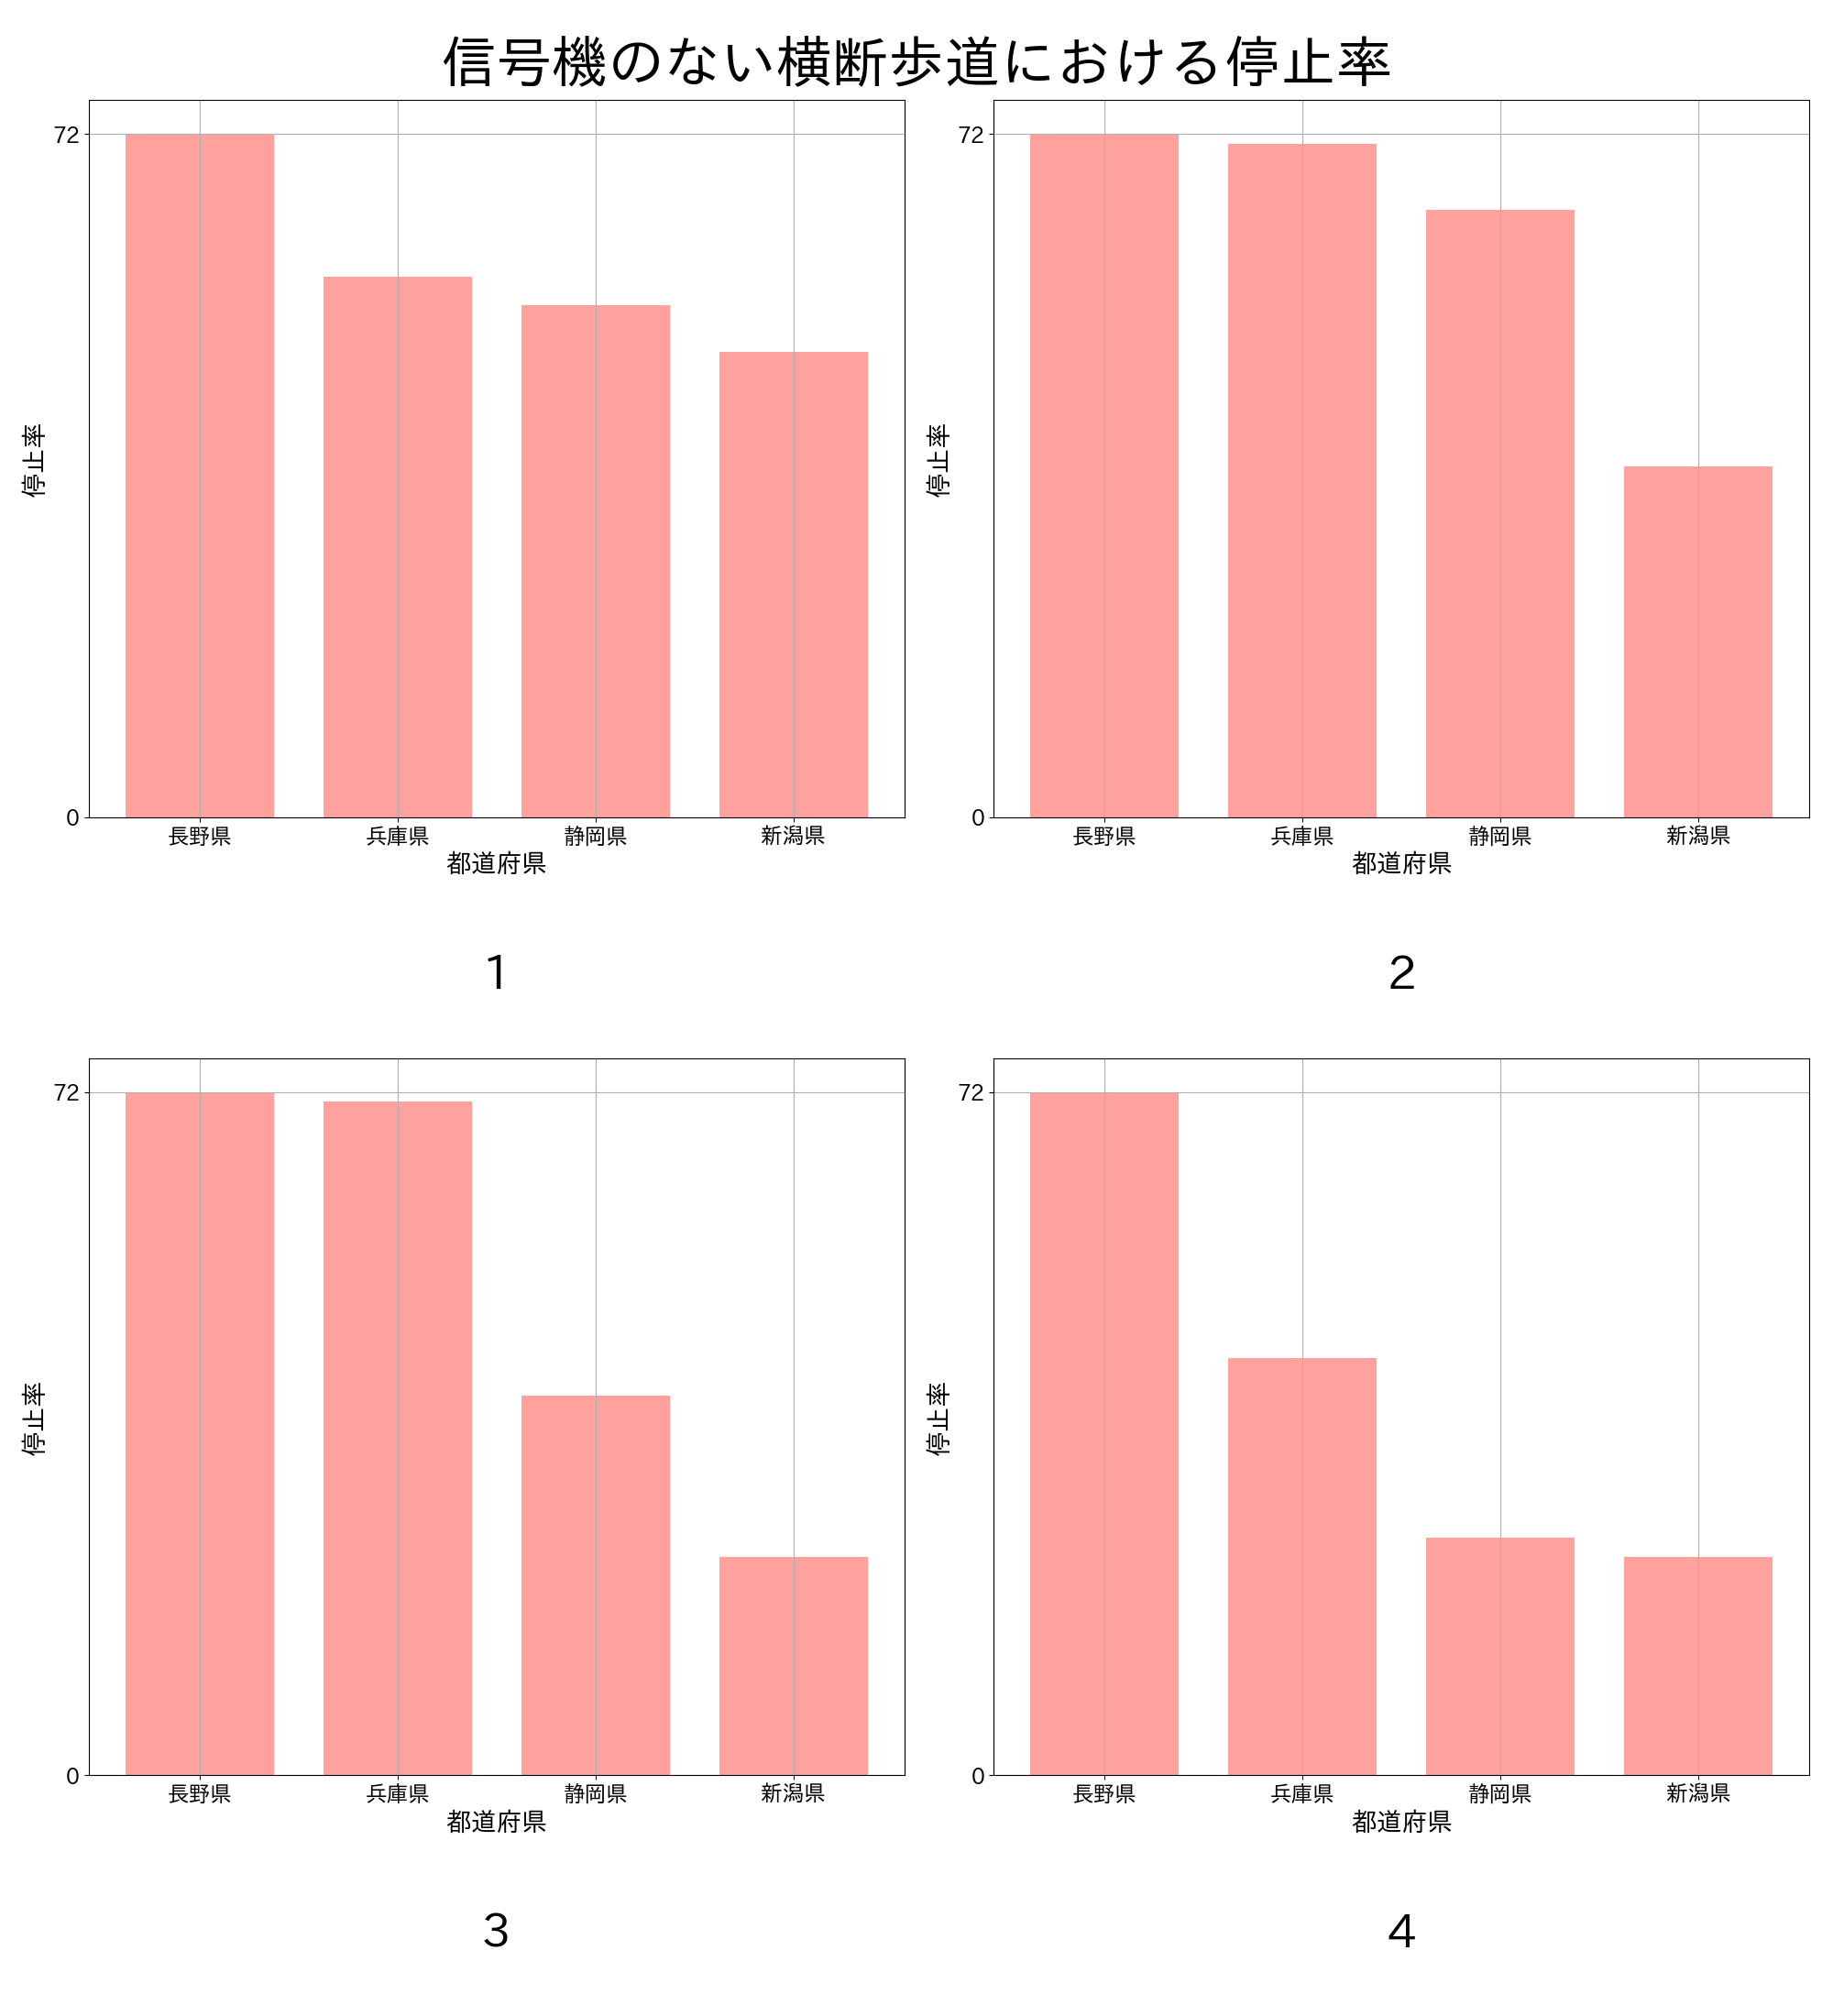 信号機のない横断歩道における停止率
72
0
停止率
長野県 兵庫県 静岡県 新潟県
都道府県
1
72
0
停止率
長野県 兵庫県 静岡県 新潟県
都道府県
2
72
0
停止率
長野県 兵庫県 静岡県 新潟県
都道府県
3
72
0
停止率
長野県 兵庫県 静岡県 新潟県
都道府県
4